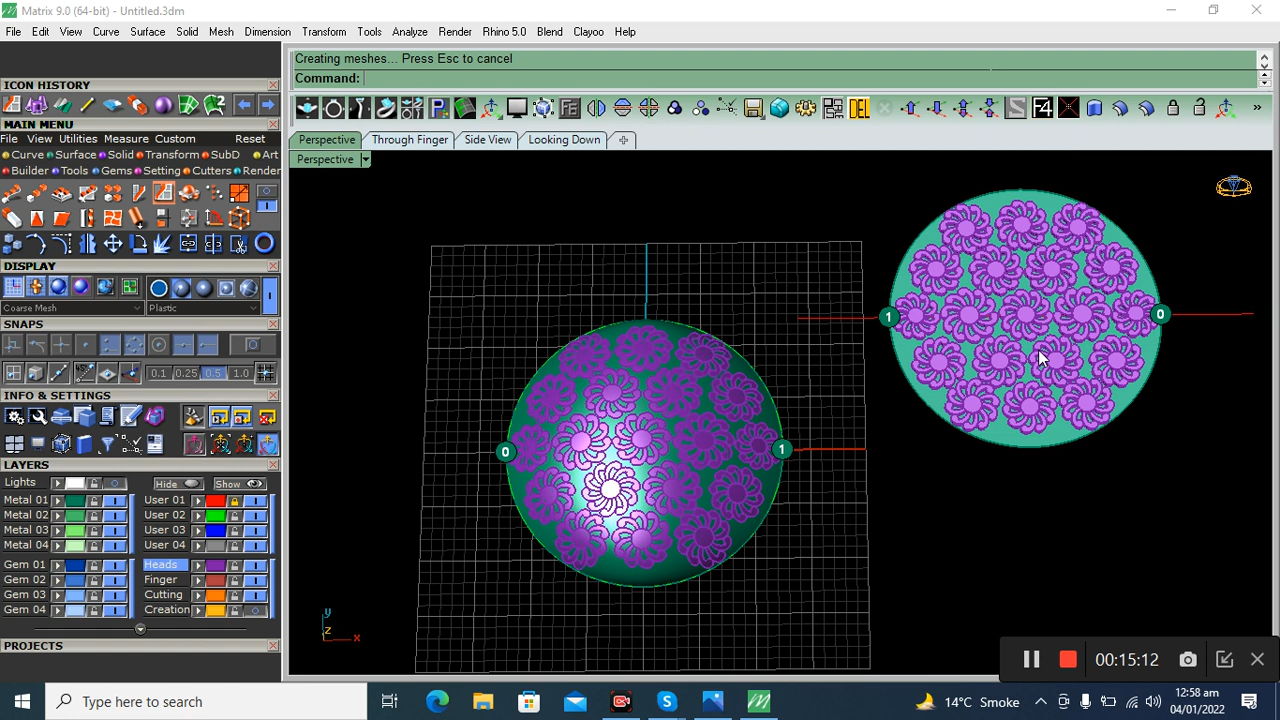 Matrix 9.0 (64-bit) - Untitled.3dm
File Edit View Curve Surface Solid Mesh Dimension Transform Tools Analyze Render Rhino 5.0 Blend Clayoo Help
Creating meshes... Press Esc to cancel
Command:
ICON HISTORY
MAIN MENU
File View Utilities Measure Custom Reset
Curve Surface Solid Transform SubD Art
Builder Tools Gems Setting Cutters Render
DISPLAY
Coarse Mesh Plastic
SNAPS
0.1 0.25 0.5 1.0
INFO & SETTINGS
LAYERS
Lights Hide Show
Metal 01 User 01
Metal 02 User 02
Metal 03 User 03
Metal 04 User 04
Gem 01 Heads
Gem 02 Finger
Gem 03 Cutting
Gem 04 Creation
PROJECTS
F4 DEL
Perspective Through Finger Side View Looking Down
Perspective
1 0
0 1
y
z x
00:15:12
Type here to search
14°C Smoke
12:58 am
04/01/2022